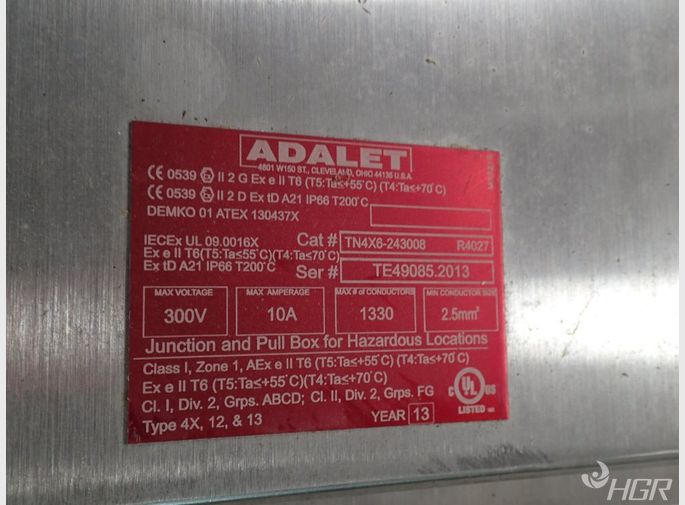 ADALET
4801 W150 ST., CLEVELAND, OHIO 44135 U.S.A.
CE 0539 Ex II 2 G Ex e II T6 (T5:Ta≤+55°C) (T4:Ta≤+70°C)
CE 0539 Ex II 2 D Ex tD A21 IP66 T200°C
DEMKO 01 ATEX 130437X
IECEx UL 09.0016X
Cat # TN4X6-243008 R4027
Ex e II T6(T5:Ta≤+55°C)(T4:Ta≤+70°C)
Ex tD A21 IP66 T200°C
Ser # TE49085.2013
MAX VOLTAGE
300V
MAX AMPERAGE
10A
MAX # of CONDUCTORS
1330
MIN CONDUCTOR SIZE
2.5mm²
Junction and Pull Box for Hazardous Locations
Class I, Zone 1, AEx e II T6 (T5:Ta≤+55°C)(T4:Ta≤+70°C)
Ex e II T6 (T5:Ta≤+55°C)(T4:Ta≤+70°C)
Cl. I, Div. 2, Grps. ABCD; Cl. II, Div. 2, Grps. FG
Type 4X, 12, & 13
YEAR 13
C UL US
LISTED
HGR